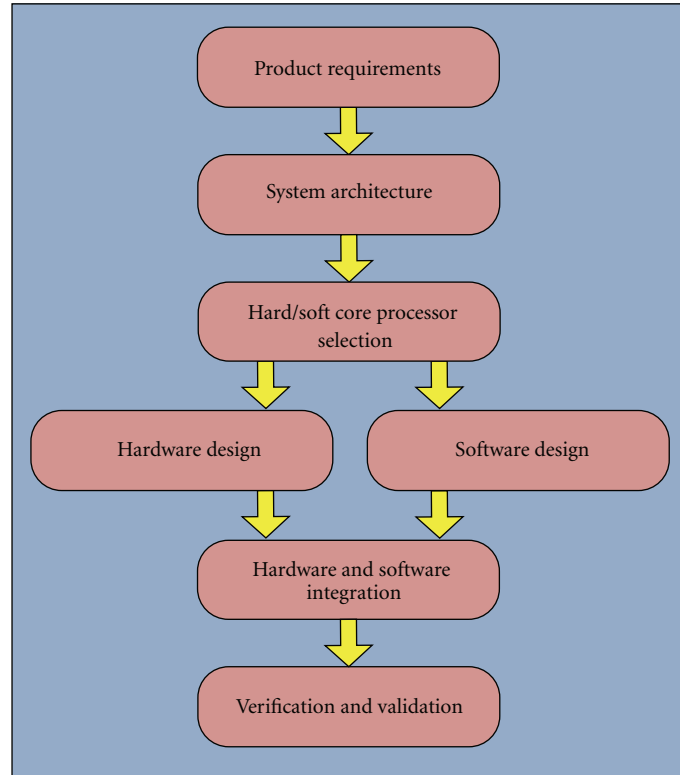 Product requirements
System architecture
Hard/soft core processor
selection
Hardware design
Software design
Hardware and software
integration
Verification and validation